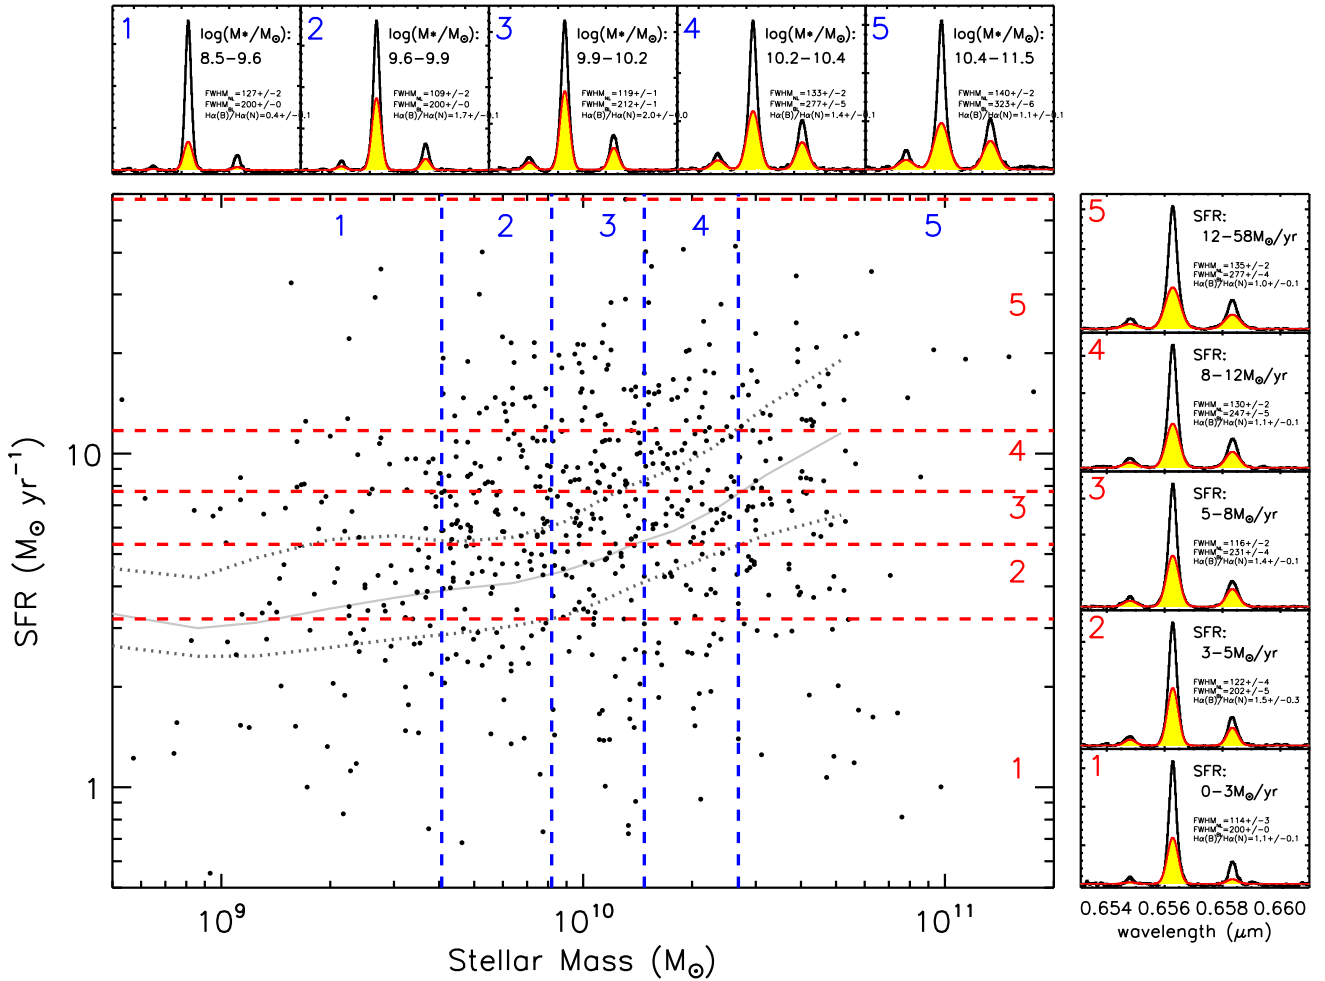 1
log(M*/M⊙):
8.5−9.6
FWHM_NL=127+/−2
FWHM_BL=200+/−0
Hα(B)/Hα(N)=0.4+/−0.1
2
log(M*/M⊙):
9.6−9.9
FWHM_NL=109+/−2
FWHM_BL=200+/−0
Hα(B)/Hα(N)=1.7+/−0.1
3
log(M*/M⊙):
9.9−10.2
FWHM_NL=119+/−1
FWHM_BL=212+/−1
Hα(B)/Hα(N)=2.0+/−0.0
4
log(M*/M⊙):
10.2−10.4
FWHM_NL=133+/−2
FWHM_BL=277+/−5
Hα(B)/Hα(N)=1.4+/−0.1
5
log(M*/M⊙):
10.4−11.5
FWHM_NL=140+/−2
FWHM_BL=323+/−6
Hα(B)/Hα(N)=1.1+/−0.1
1 2 3 4 5
5
4
3
2
1
10
1
SFR (M⊙ yr⁻¹)
10⁹ 10¹⁰ 10¹¹
Stellar Mass (M⊙)
5
SFR:
12−58M⊙/yr
FWHM_NL=135+/−2
FWHM_BL=277+/−4
Hα(B)/Hα(N)=1.0+/−0.1
4
SFR:
8−12M⊙/yr
FWHM_NL=130+/−2
FWHM_BL=247+/−5
Hα(B)/Hα(N)=1.1+/−0.1
3
SFR:
5−8M⊙/yr
FWHM_NL=116+/−2
FWHM_BL=231+/−4
Hα(B)/Hα(N)=1.4+/−0.1
2
SFR:
3−5M⊙/yr
FWHM_NL=122+/−4
FWHM_BL=202+/−5
Hα(B)/Hα(N)=1.5+/−0.3
1
SFR:
0−3M⊙/yr
FWHM_NL=114+/−3
FWHM_BL=200+/−0
Hα(B)/Hα(N)=1.1+/−0.1
0.654 0.656 0.658 0.660
wavelength (μm)